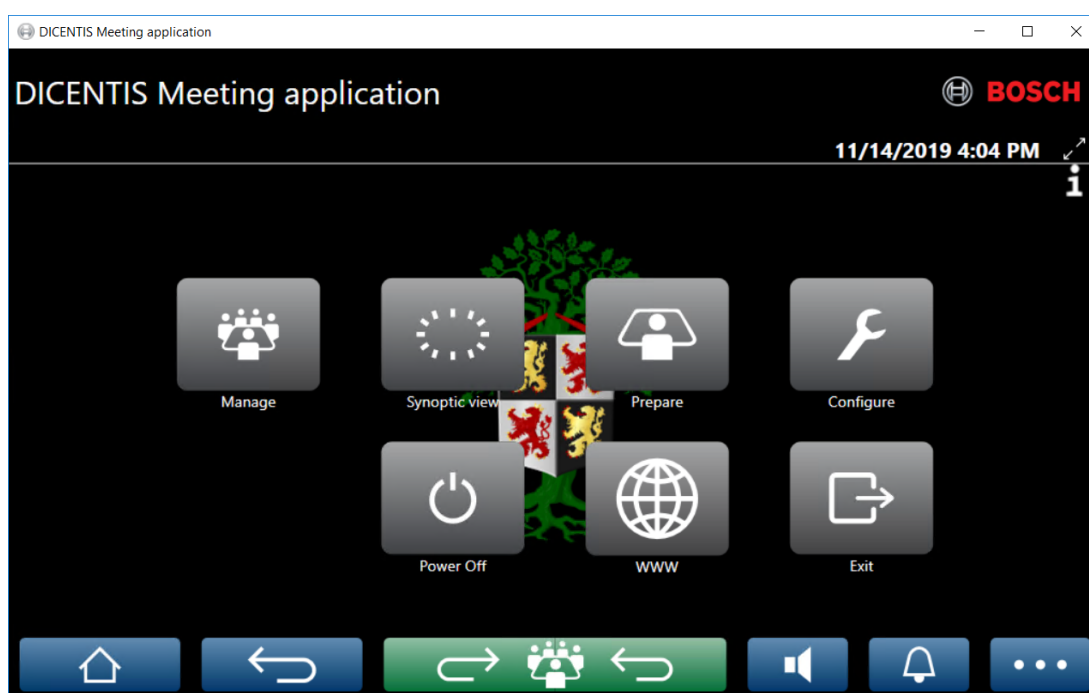 DICENTIS Meeting application
DICENTIS Meeting application
BOSCH
11/14/2019 4:04 PM
Manage
Synoptic view
Prepare
Configure
Power Off
WWW
Exit